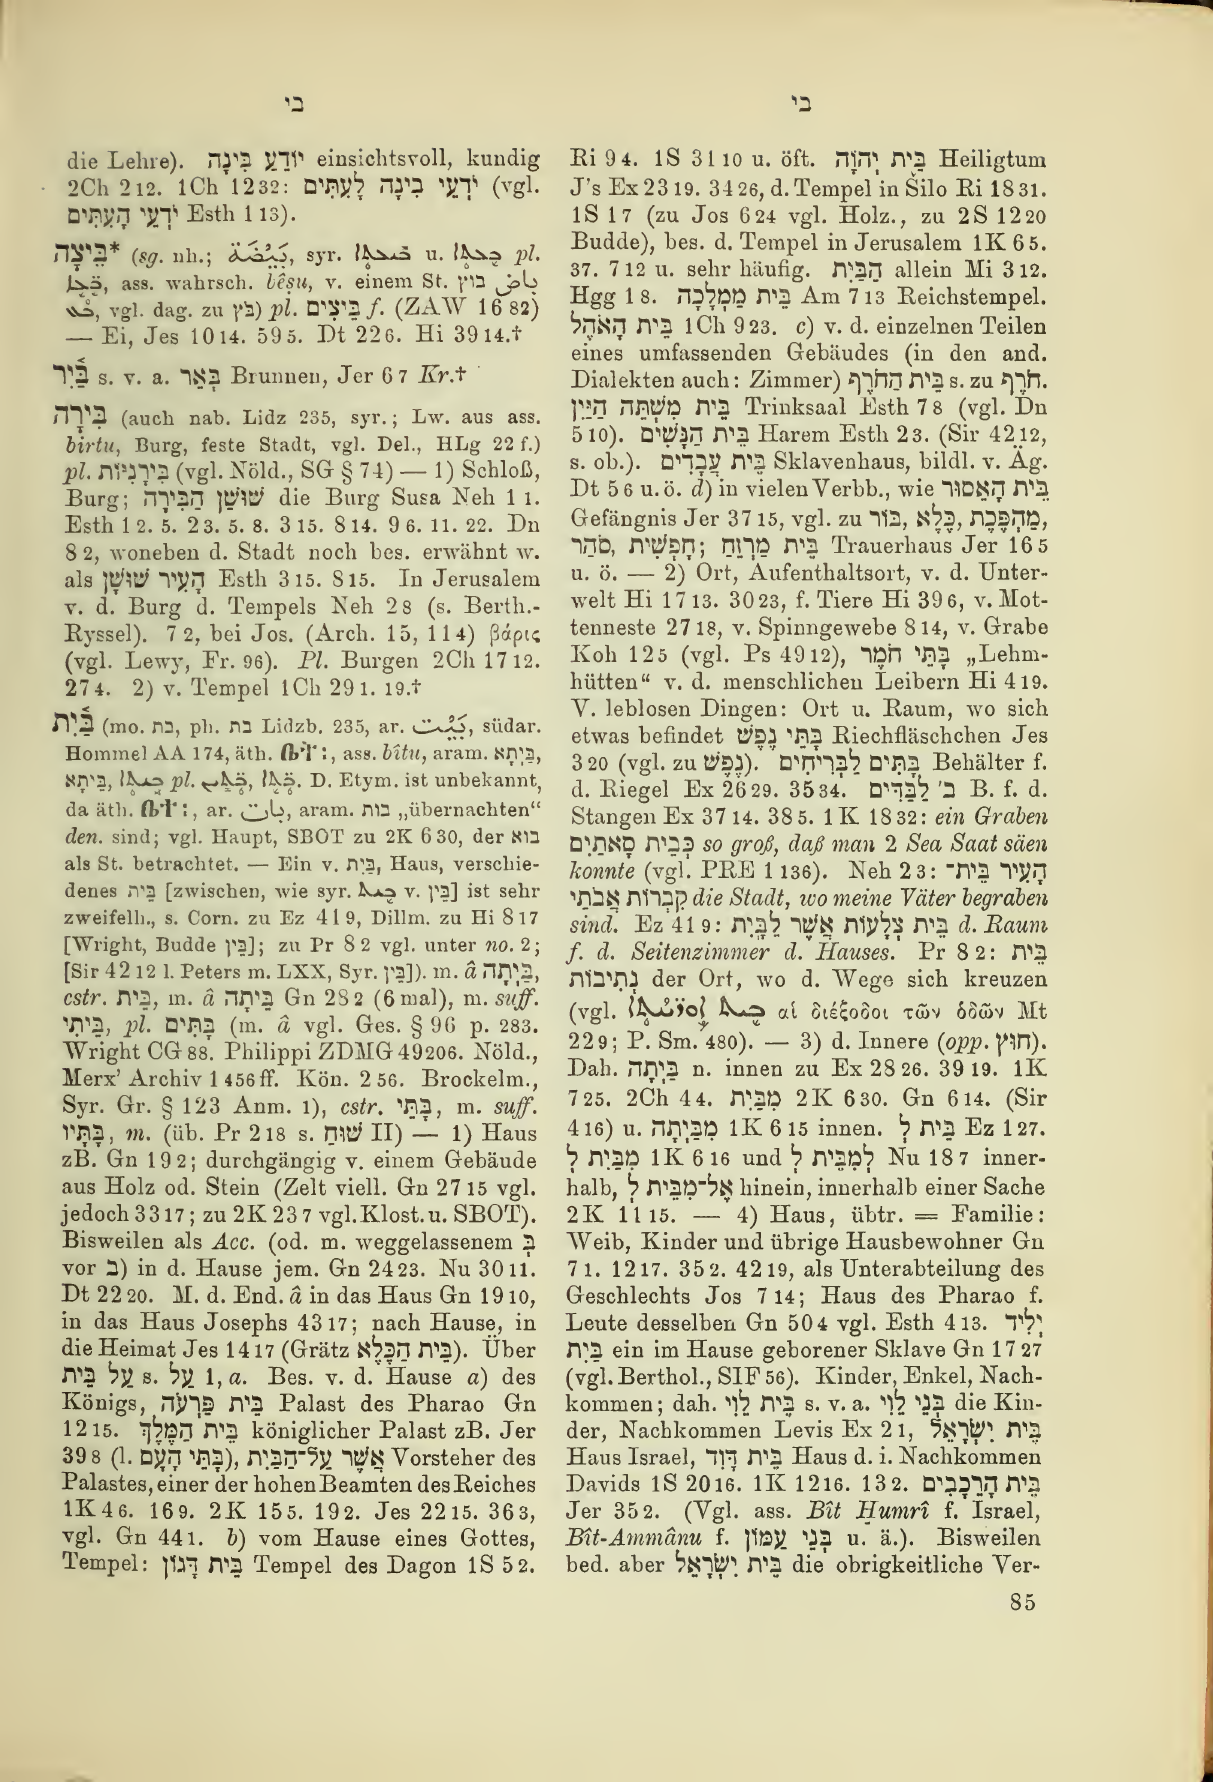 בי
בי
die Lehre). יוֹדֵעַ בִּינָה einsichtsvoll, kundig
2Ch 2 12. 1Ch 12 32: יֹדְעֵי בִינָה לָעִתִּים (vgl.
יֹדְעֵי הָעִתִּים Esth 1 13).
בֵּיצָה* (sg. nh.; بَيْضَة, syr. u. pl.
باض בוץ, ass. wahrsch. bêṣu, v. einem St.
vgl. dag. zu בֹּץ) pl. בֵּיצִים f. (ZAW 16 82)
— Ei, Jes 10 14. 59 5. Dt 22 6. Hi 39 14.†
בַּיִר s. v. a. בְּאֵר Brunnen, Jer 6 7 Kr.†
בִּירָה (auch nab. Lidz 235, syr.; Lw. aus ass.
birtu, Burg, feste Stadt, vgl. Del., HLg 22 f.)
pl. בִּירָנִיּוֹת (vgl. Nöld., SG § 74) — 1) Schloß,
Burg; שׁוּשַׁן הַבִּירָה die Burg Susa Neh 1 1.
Esth 1 2. 5. 2 3. 5. 8. 3 15. 8 14. 9 6. 11. 22. Dn
8 2, woneben d. Stadt noch bes. erwähnt w.
als הָעִיר שׁוּשָׁן Esth 3 15. 8 15. In Jerusalem
v. d. Burg d. Tempels Neh 2 8 (s. Berth.-
Ryssel). 7 2, bei Jos. (Arch. 15, 11 4) βάρις
(vgl. Lewy, Fr. 96). Pl. Burgen 2Ch 17 12.
27 4. 2) v. Tempel 1Ch 29 1. 19.†
בַּיִת (mo. בת, ph. בת Lidzb. 235, ar. بَيْت, südar.
Hommel AA 174, äth. ቤት፡, ass. bîtu, aram. בַּיְתָא,
בֵּיתָא, pl. D. Etym. ist unbekannt,
da äth. ቤተ፡, ar. بات, aram. בות „übernachten“
den. sind; vgl. Haupt, SBOT zu 2K 6 30, der בוא
als St. betrachtet. — Ein v. בַּיִת, Haus, verschie-
denes בֵּית [zwischen, wie syr. v. בֵּין] ist sehr
zweifelh., s. Corn. zu Ez 41 9, Dillm. zu Hi 8 17
[Wright, Budde בֵּין]; zu Pr 8 2 vgl. unter no. 2;
[Sir 42 12 l. Peters m. LXX, Syr. בֵּין]). m. â בַּיְתָה,
cstr. בֵּית, m. â בֵּיתָה Gn 28 2 (6 mal), m. suff.
בֵּיתִי, pl. בָּתִּים (m. â vgl. Ges. § 96 p. 283.
Wright CG 88. Philippi ZDMG 49 206. Nöld.,
Merx’ Archiv 1 456 ff. Kön. 2 56. Brockelm.,
Syr. Gr. § 123 Anm. 1), cstr. בָּתֵּי, m. suff.
בָּתָּיו, m. (üb. Pr 2 18 s. שׁוּחַ II) — 1) Haus
zB. Gn 19 2; durchgängig v. einem Gebäude
aus Holz od. Stein (Zelt viell. Gn 27 15 vgl.
jedoch 33 17; zu 2K 23 7 vgl. Klost. u. SBOT).
Bisweilen als Acc. (od. m. weggelassenem בְּ
vor ב) in d. Hause jem. Gn 24 23. Nu 30 11.
Dt 22 20. M. d. End. â in das Haus Gn 19 10,
in das Haus Josephs 43 17; nach Hause, in
die Heimat Jes 14 17 (Grätz בֵּית הַכֶּלֶא). Über
עַל בַּיִת s. עַל 1, a. Bes. v. d. Hause a) des
Königs, בֵּית פַּרְעֹה Palast des Pharao Gn
12 15. בֵּית הַמֶּלֶךְ königlicher Palast zB. Jer
39 8 (l. בָּתֵּי הָעָם), אֲשֶׁר עַל־הַבַּיִת Vorsteher des
Palastes, einer der hohen Beamten des Reiches
1K 4 6. 16 9. 2K 15 5. 19 2. Jes 22 15. 36 3,
vgl. Gn 44 1. b) vom Hause eines Gottes,
Tempel: בֵּית דָּגוֹן Tempel des Dagon 1S 5 2.
Ri 9 4. 1S 31 10 u. öft. בֵּית יְהוָֹה Heiligtum
J’s Ex 23 19. 34 26, d. Tempel in Šilo Ri 18 31.
1S 1 7 (zu Jos 6 24 vgl. Holz., zu 2S 12 20
Budde), bes. d. Tempel in Jerusalem 1K 6 5.
37. 7 12 u. sehr häufig. הַבַּיִת allein Mi 3 12.
Hgg 1 8. בֵּית מַמְלָכָה Am 7 13 Reichstempel.
בֵּית הָאֹהֶל 1Ch 9 23. c) v. d. einzelnen Teilen
eines umfassenden Gebäudes (in den and.
Dialekten auch: Zimmer) בֵּית הַחֹרֶף s. zu חֹרֶף.
בֵּית מִשְׁתֵּה הַיַּיִן Trinksaal Esth 7 8 (vgl. Dn
5 10). בֵּית הַנָּשִׁים Harem Esth 2 3. (Sir 42 12,
s. ob.). בֵּית עֲבָדִים Sklavenhaus, bildl. v. Äg.
Dt 5 6 u. ö. d) in vielen Verbb., wie בֵּית הָאֵסוּר
Gefängnis Jer 37 15, vgl. zu מַהְפֶּכֶת, כֶּלֶא, בּוֹר,
סֹהַר, חָפְשִׁית; בֵּית מַרְזֵחַ Trauerhaus Jer 16 5
u. ö. — 2) Ort, Aufenthaltsort, v. d. Unter-
welt Hi 17 13. 30 23, f. Tiere Hi 39 6, v. Mot-
tenneste 27 18, v. Spinngewebe 8 14, v. Grabe
Koh 12 5 (vgl. Ps 49 12), בָּתֵּי חֹמֶר „Lehm-
hütten“ v. d. menschlichen Leibern Hi 4 19.
V. leblosen Dingen: Ort u. Raum, wo sich
etwas befindet בָּתֵּי נֶפֶשׁ Riechfläschchen Jes
3 20 (vgl. zu נֶפֶשׁ). בָּתִּים לַבְּרִיחִים Behälter f.
d. Riegel Ex 26 29. 35 34. ב׳ לַבַּדִּים B. f. d.
Stangen Ex 37 14. 38 5. 1K 18 32: ein Graben
כְּבֵית סָאתַיִם so groß, daß man 2 Sea Saat säen
konnte (vgl. PRE 1 136). Neh 2 3: הָעִיר בֵּית־
קִבְרוֹת אֲבֹתַי die Stadt, wo meine Väter begraben
sind. Ez 41 9: בֵּית צְלָעוֹת אֲשֶׁר לַבָּיִת d. Raum
f. d. Seitenzimmer d. Hauses. Pr 8 2: בֵּית
נְתִיבוֹת der Ort, wo d. Wege sich kreuzen
(vgl. αἱ διέξοδοι τῶν ὁδῶν Mt
22 9; P. Sm. 480). — 3) d. Innere (opp. חוּץ).
Dah. בַּיְתָה n. innen zu Ex 28 26. 39 19. 1K
7 25. 2Ch 4 4. מִבַּיִת 2K 6 30. Gn 6 14. (Sir
4 16) u. מִבַּיְתָה 1K 6 15 innen. בֵּית לְ Ez 1 27.
מִבֵּית לְ 1K 6 16 und לְמִבֵּית לְ Nu 18 7 inner-
halb, אֶל־מִבֵּית לְ hinein, innerhalb einer Sache
2K 11 15. — 4) Haus, übtr. = Familie:
Weib, Kinder und übrige Hausbewohner Gn
7 1. 12 17. 35 2. 42 19, als Unterabteilung des
Geschlechts Jos 7 14; Haus des Pharao f.
Leute desselben Gn 50 4 vgl. Esth 4 13. יְלִיד
בַּיִת ein im Hause geborener Sklave Gn 17 27
(vgl. Berthol., SIF 56). Kinder, Enkel, Nach-
kommen; dah. בֵּית לֵוִי s. v. a. בְּנֵי לֵוִי die Kin-
der, Nachkommen Levis Ex 2 1, בֵּית יִשְׂרָאֵל
Haus Israel, בֵּית דָּוִד Haus d. i. Nachkommen
Davids 1S 20 16. 1K 12 16. 13 2. בֵּית הָרֵכָבִים
Jer 35 2. (Vgl. ass. Bît Ḫumrî f. Israel,
Bît-Ammânu f. בְּנֵי עַמּוֹן u. ä.). Bisweilen
bed. aber בֵּית יִשְׂרָאֵל die obrigkeitliche Ver-
85